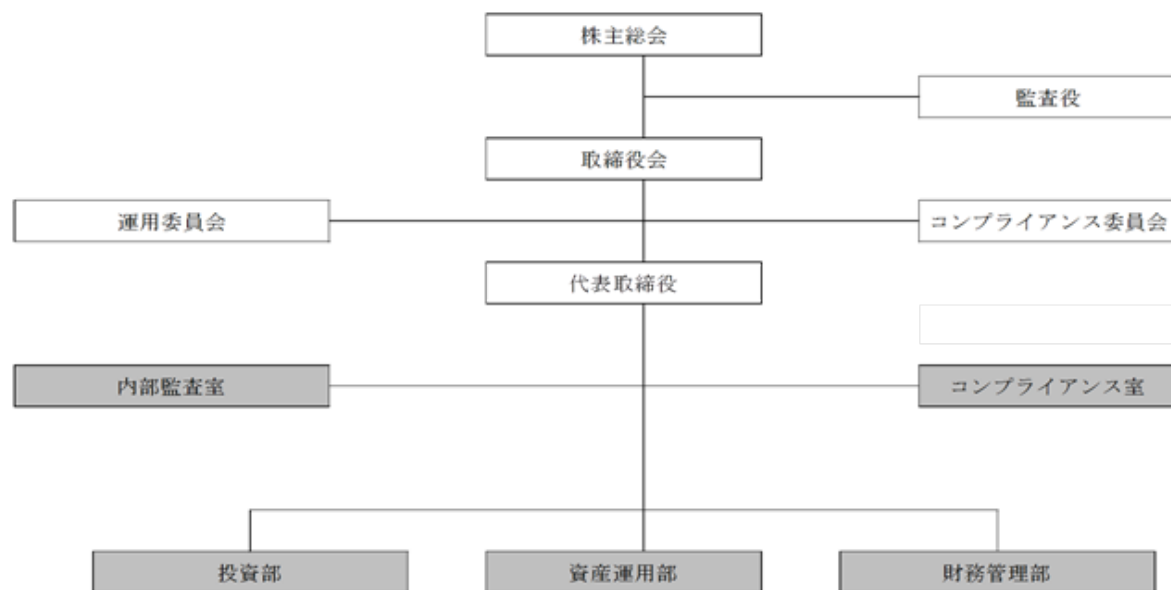 株主総会
監査役
取締役会
運用委員会
コンプライアンス委員会
代表取締役
内部監査室
コンプライアンス室
投資部
資産運用部
財務管理部